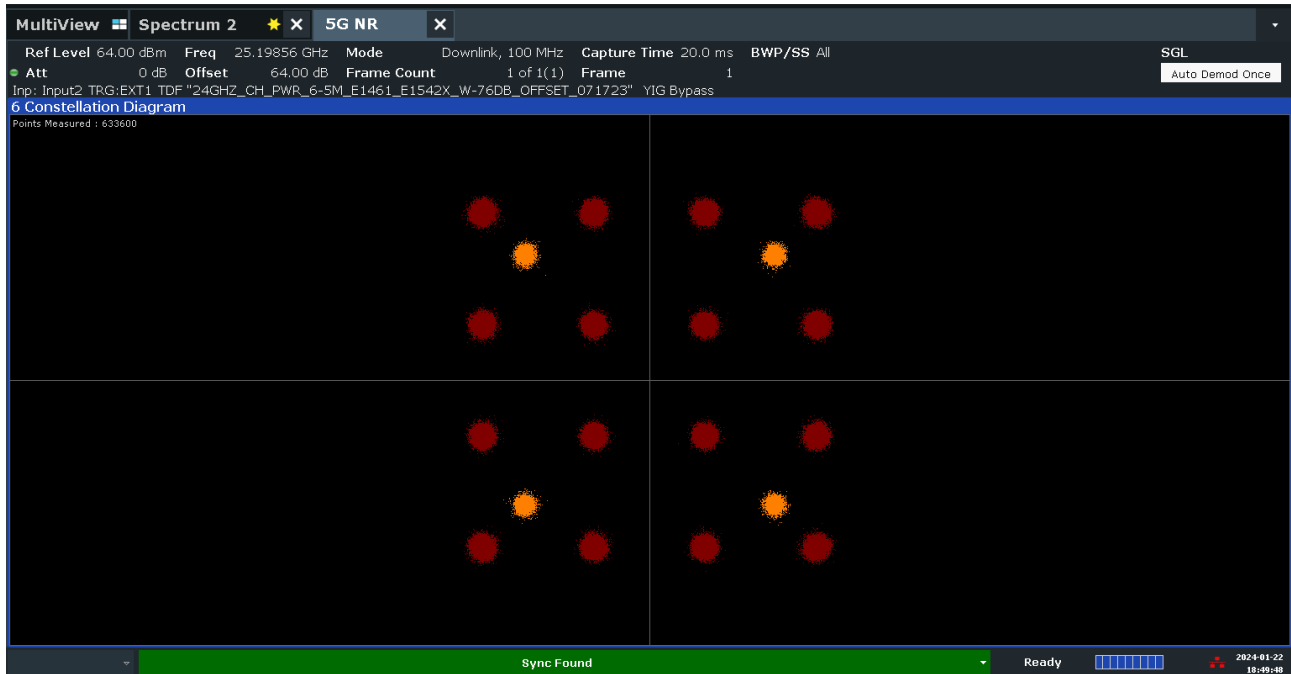 MultiView Spectrum 2 X 5G NR X
Ref Level 64.00 dBm Freq 25.19856 GHz Mode Downlink, 100 MHz Capture Time 20.0 ms BWP/SS All SGL
Att 0 dB Offset 64.00 dB Frame Count 1 of 1(1) Frame 1 Auto Demod Once
Inp: Input2 TRG:EXT1 TDF "24GHZ_CH_PWR_6-5M_E1461_E1542X_W-76DB_OFFSET_071723" YIG Bypass
6 Constellation Diagram
Points Measured : 633600
Sync Found Ready 2024-01-22
18:49:48